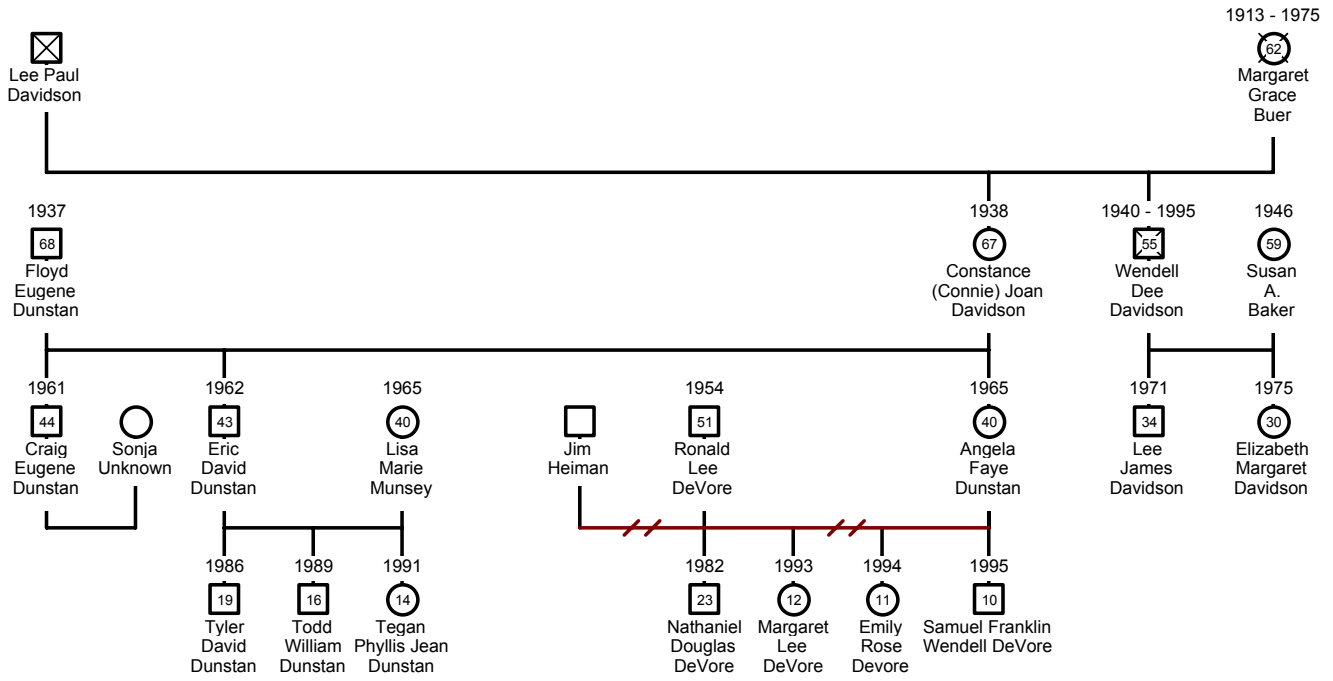 1913 - 1975
62
Lee Paul
Davidson
Margaret
Grace
Buer
1937
1938
1940 - 1995
1946
68
67
55
59
Floyd
Eugene
Dunstan
Constance
(Connie) Joan
Davidson
Wendell
Dee
Davidson
Susan
A.
Baker
1961
1962
1965
1954
1965
1971
1975
44
43
40
51
40
34
30
Craig
Eugene
Dunstan
Sonja
Unknown
Eric
David
Dunstan
Lisa
Marie
Munsey
Jim
Heiman
Ronald
Lee
DeVore
Angela
Faye
Dunstan
Lee
James
Davidson
Elizabeth
Margaret
Davidson
1986
1989
1991
1982
1993
1994
1995
19
16
14
23
12
11
10
Tyler
David
Dunstan
Todd
William
Dunstan
Tegan
Phyllis Jean
Dunstan
Nathaniel
Douglas
DeVore
Margaret
Lee
DeVore
Emily
Rose
Devore
Samuel Franklin
Wendell DeVore